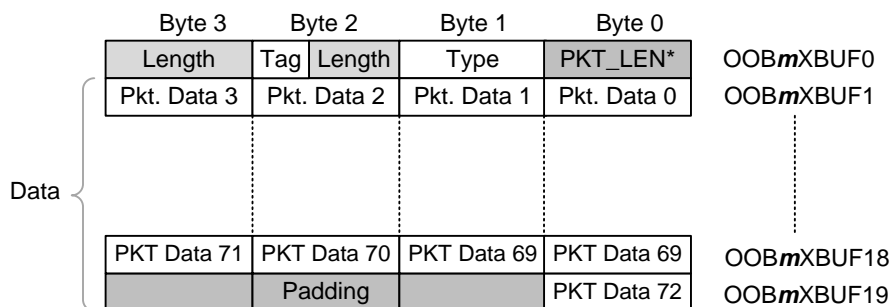 Byte 3 Byte 2 Byte 1 Byte 0
Length Tag Length Type PKT_LEN* OOBmXBUF0
Pkt. Data 3 Pkt. Data 2 Pkt. Data 1 Pkt. Data 0 OOBmXBUF1
Data
PKT Data 71 PKT Data 70 PKT Data 69 PKT Data 69 OOBmXBUF18
Padding PKT Data 72 OOBmXBUF19